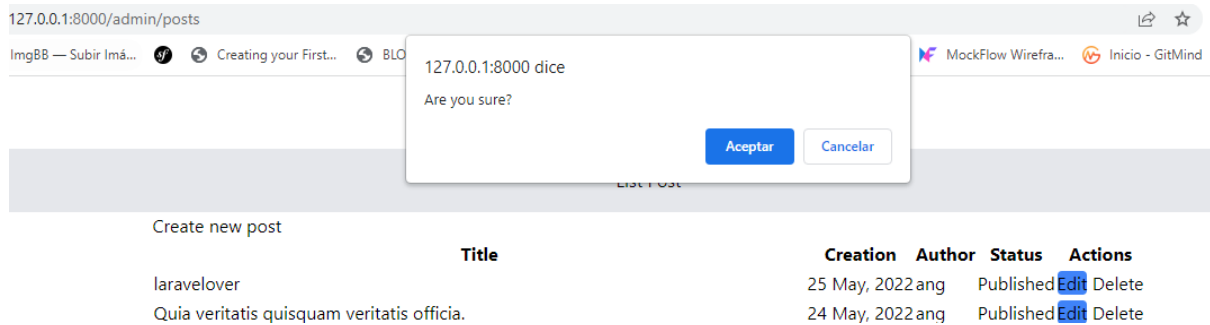 127.0.0.1:8000/admin/posts
ImgBB — Subir Imá... sf Creating your First... BLO MockFlow Wirefra... Inicio - GitMind
127.0.0.1:8000 dice
Are you sure?
Aceptar Cancelar
List Post
Create new post
Title Creation Author Status Actions
laravelover 25 May, 2022 ang Published Edit Delete
Quia veritatis quisquam veritatis officia. 24 May, 2022 ang Published Edit Delete